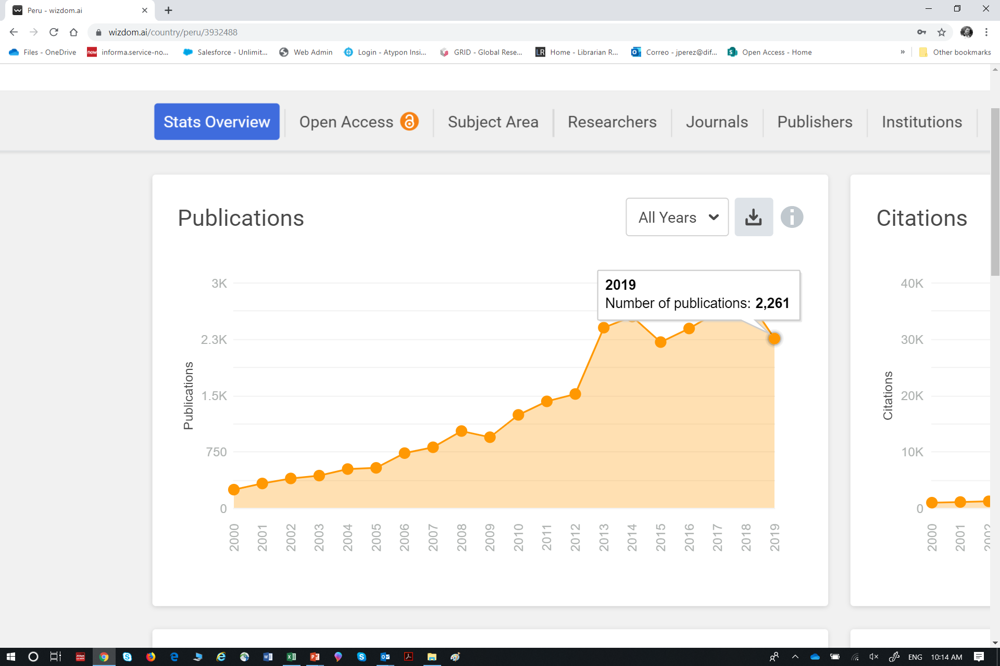 Peru - wizdom.ai
wizdom.ai/country/peru/3932488
Files - OneDrive
now
informa.service-no...
Salesforce - Unlimit...
Web Admin
Login - Atypon Insi...
GRID - Global Rese...
LR
Home - Librarian R...
Correo - jperez@dif...
Open Access - Home
»
Other bookmarks
Stats Overview
Open Access
Subject Area
Researchers
Journals
Publishers
Institutions
Publications
All Years
Citations
2019
Number of publications: 2,261
3K
2.3K
1.5K
750
0
Publications
2000
2001
2002
2003
2004
2005
2006
2007
2008
2009
2010
2011
2012
2013
2014
2015
2016
2017
2018
2019
40K
30K
20K
10K
0
Citations
2000
2001
2002
ENG
10:14 AM